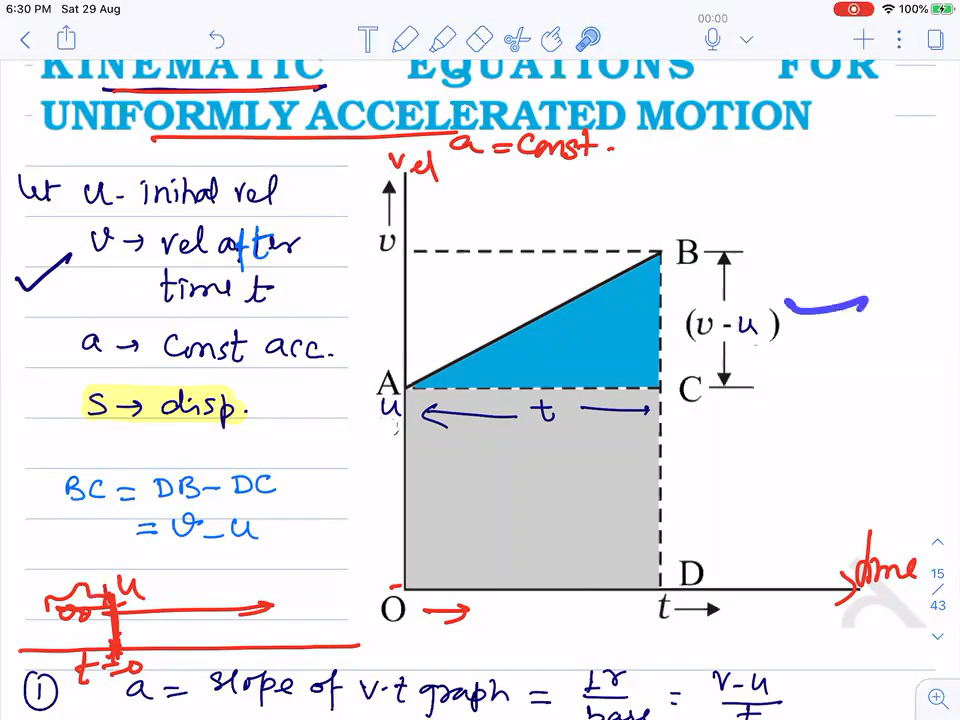 6:30 PM Sat 29 Aug
100%
00:00
KINEMATIC EQUATIONS FOR
UNIFORMLY ACCELERATED MOTION
a = const.
vel
let u - initial vel
v → vel after
time t
a → const acc.
S → disp.
BC = DB - DC
= v - u
v
B
(v - u)
A
C
u
t
D
O
t
time
u
t = 0
15
/
43
① a = slope of v-t graph = Lr/base = v-u/t